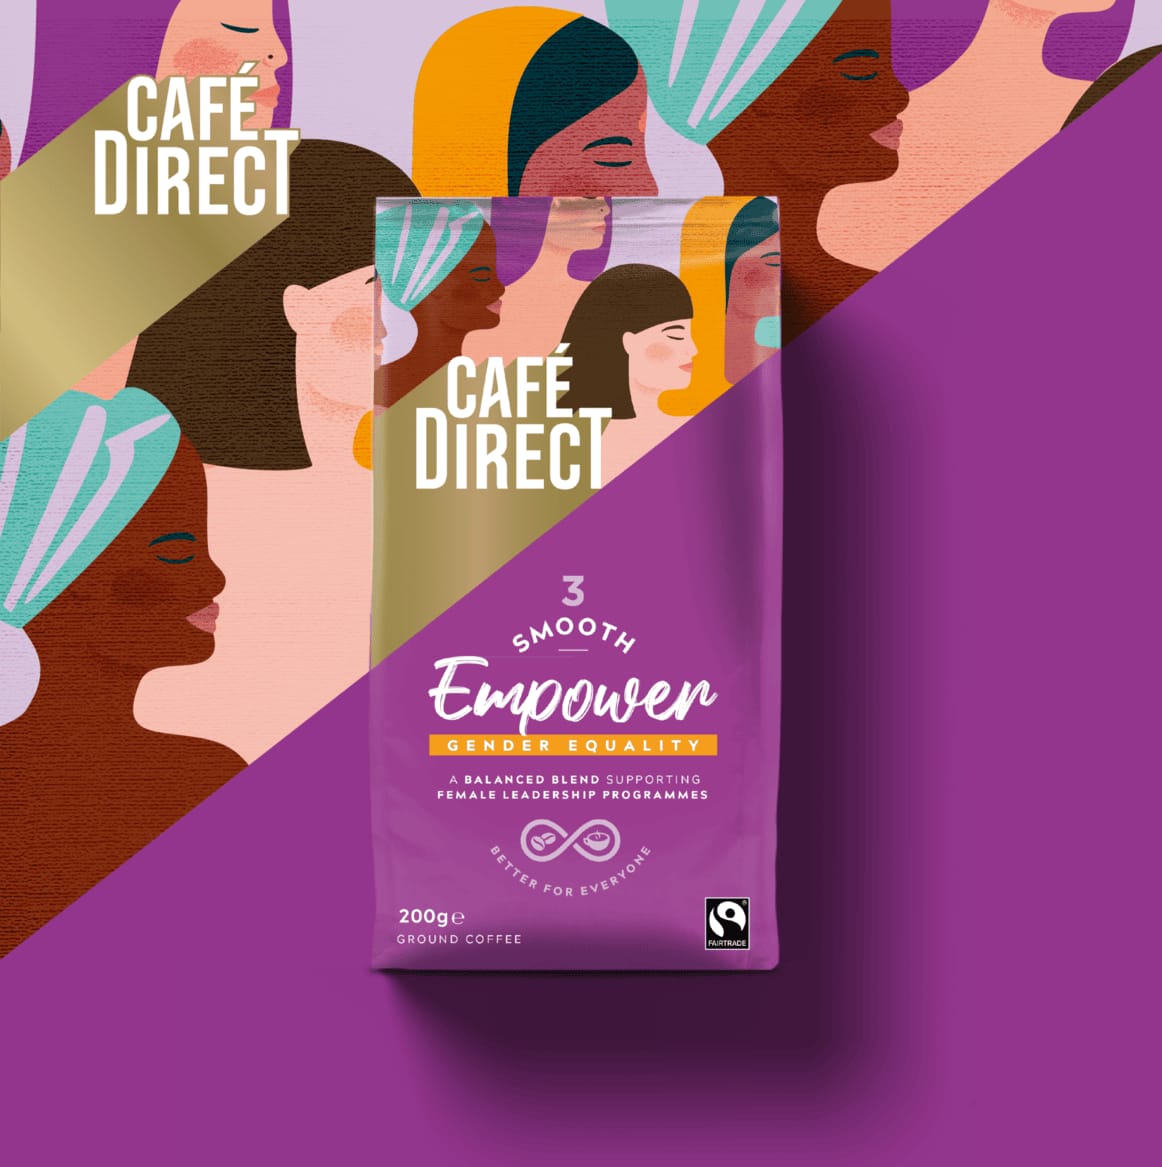 CAFÉ
DIRECT
CAFÉ
DIRECT
3
SMOOTH
Empower
GENDER EQUALITY
A BALANCED BLEND SUPPORTING
FEMALE LEADERSHIP PROGRAMMES
BETTER FOR EVERYONE
200g℮
GROUND COFFEE
®
FAIRTRADE